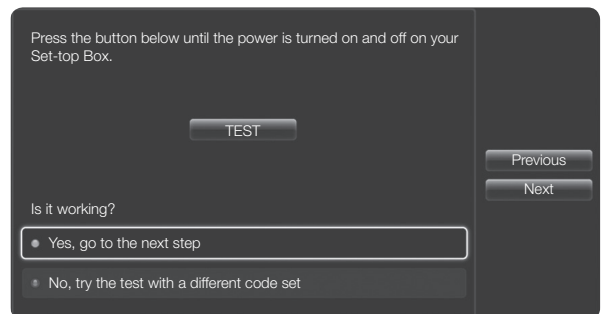 Press the button below until the power is turned on and off on your
Set-top Box.
TEST
Previous
Next
Is it working?
Yes, go to the next step
No, try the test with a different code set